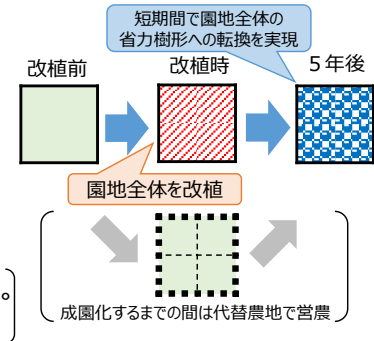 短期間で園地全体の
省力樹形への転換を実現
改植前
改植時
５年後
園地全体を改植
成園化するまでの間は代替農地で営農
。